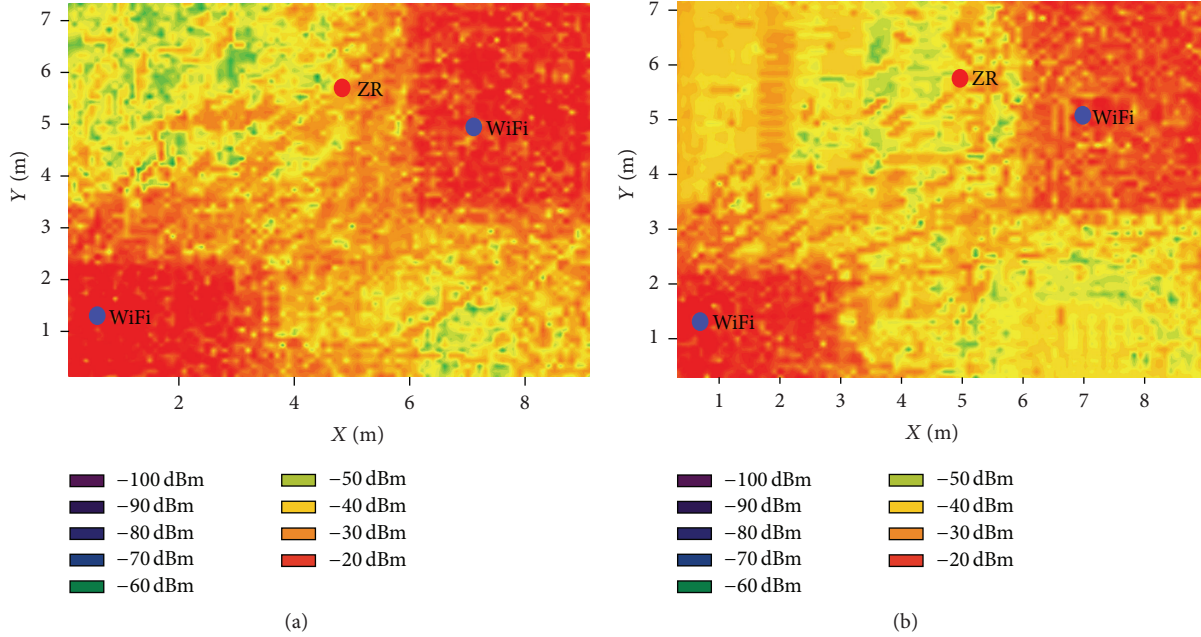 7
6
5
4
3
2
1
Y (m)
ZR
WiFi
WiFi
2
4
6
8
X (m)
−100 dBm
−90 dBm
−80 dBm
−70 dBm
−60 dBm
−50 dBm
−40 dBm
−30 dBm
−20 dBm
(a)
7
6
5
4
3
2
1
Y (m)
ZR
WiFi
WiFi
1
2
3
4
5
6
7
8
X (m)
−100 dBm
−90 dBm
−80 dBm
−70 dBm
−60 dBm
−50 dBm
−40 dBm
−30 dBm
−20 dBm
(b)